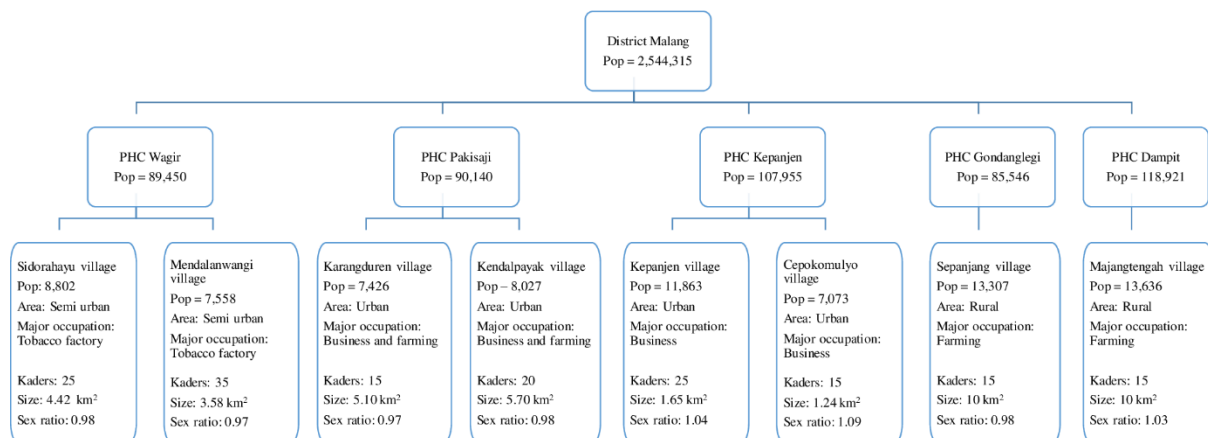 District Malang
Pop = 2,544,315
PHC Wagir
Pop = 89,450
PHC Pakisaji
Pop = 90,140
PHC Kepanjen
Pop = 107,955
PHC Gondanglegi
Pop = 85,546
PHC Dampit
Pop = 118,921
Sidorahayu village
Pop: 8,802
Area: Semi urban
Major occupation:
Tobacco factory
Kaders: 25
Size: 4.42 km²
Sex ratio: 0.98
Mendalanwangi
village
Pop = 7,558
Area: Semi urban
Major occupation:
Tobacco factory
Kaders: 35
Size: 3.58 km²
Sex ratio: 0.97
Karangduren village
Pop = 7,426
Area: Urban
Major occupation:
Business and farming
Kaders: 15
Size: 5.10 km²
Sex ratio: 0.97
Kendalpayak village
Pop – 8,027
Area: Urban
Major occupation:
Business and farming
Kaders: 20
Size: 5.70 km²
Sex ratio: 0.98
Kepanjen village
Pop = 11,863
Area: Urban
Major occupation:
Business
Kaders: 25
Size: 1.65 km²
Sex ratio: 1.04
Cepokomulyo
village
Pop = 7,073
Area: Urban
Major occupation:
Business
Kaders: 15
Size: 1.24 km²
Sex ratio: 1.09
Sepanjang village
Pop = 13,307
Area: Rural
Major occupation:
Farming
Kaders: 15
Size: 10 km²
Sex ratio: 0.98
Majangtengah village
Pop = 13,636
Area: Rural
Major occupation:
Farming
Kaders: 15
Size: 10 km²
Sex ratio: 1.03